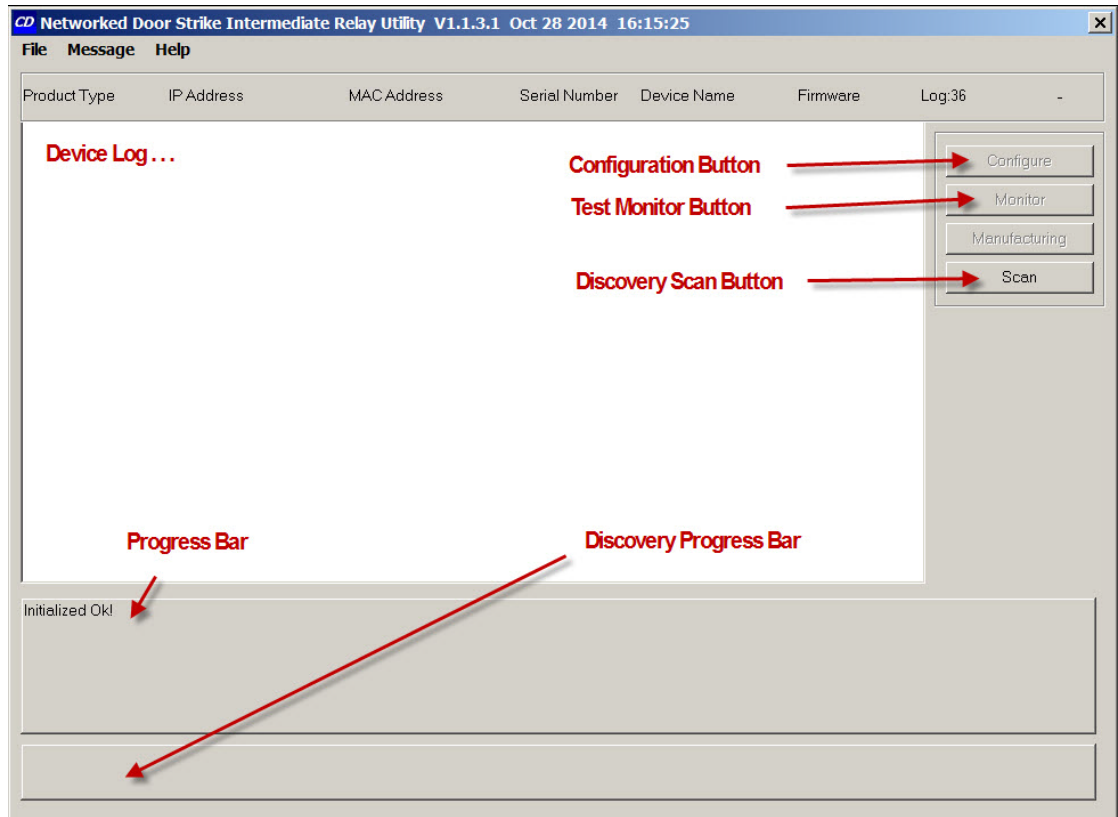 CD Networked Door Strike Intermediate Relay Utility V1.1.3.1 Oct 28 2014 16:15:25
File Message Help
Product Type IP Address MAC Address Serial Number Device Name Firmware Log:36 -
Device Log . . .
Configuration Button
Configure
Test Monitor Button
Monitor
Manufacturing
Discovery Scan Button
Scan
Progress Bar
Discovery Progress Bar
Initialized Ok!